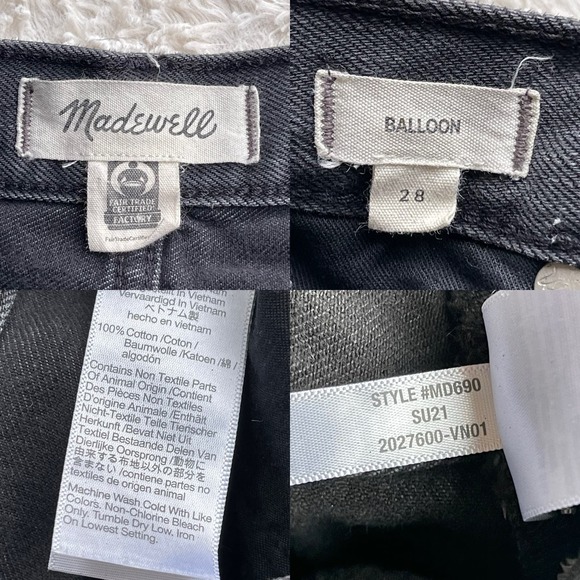 Madewell
FAIR TRADE
CERTIFIED
FACTORY
FairTradeCertified
BALLOON
28
Vervaardigd In Vietnam
ベトナム製
hecho en vietnam
100% Cotton /Coton /
Baumwolle /Katoen /綿 /
algodón
Contains Non Textile Parts
Of Animal Origin /Contient
Des Pièces Non Textiles
D'origine Animale /Enthält
Nicht-Textile Teile Tierischer
Herkunft /Bevat Niet Uit
Textiel Bestaande Delen Van
Dierlijke Oorsprong /動物に
由来する布地以外の部分を
含まない /contiene partes no
textiles de origen animal
Machine Wash Cold With Like
Colors. Non-Chlorine Bleach
Only. Tumble Dry Low. Iron
On Lowest Setting.
STYLE #MD690
SU21
2027600-VN01